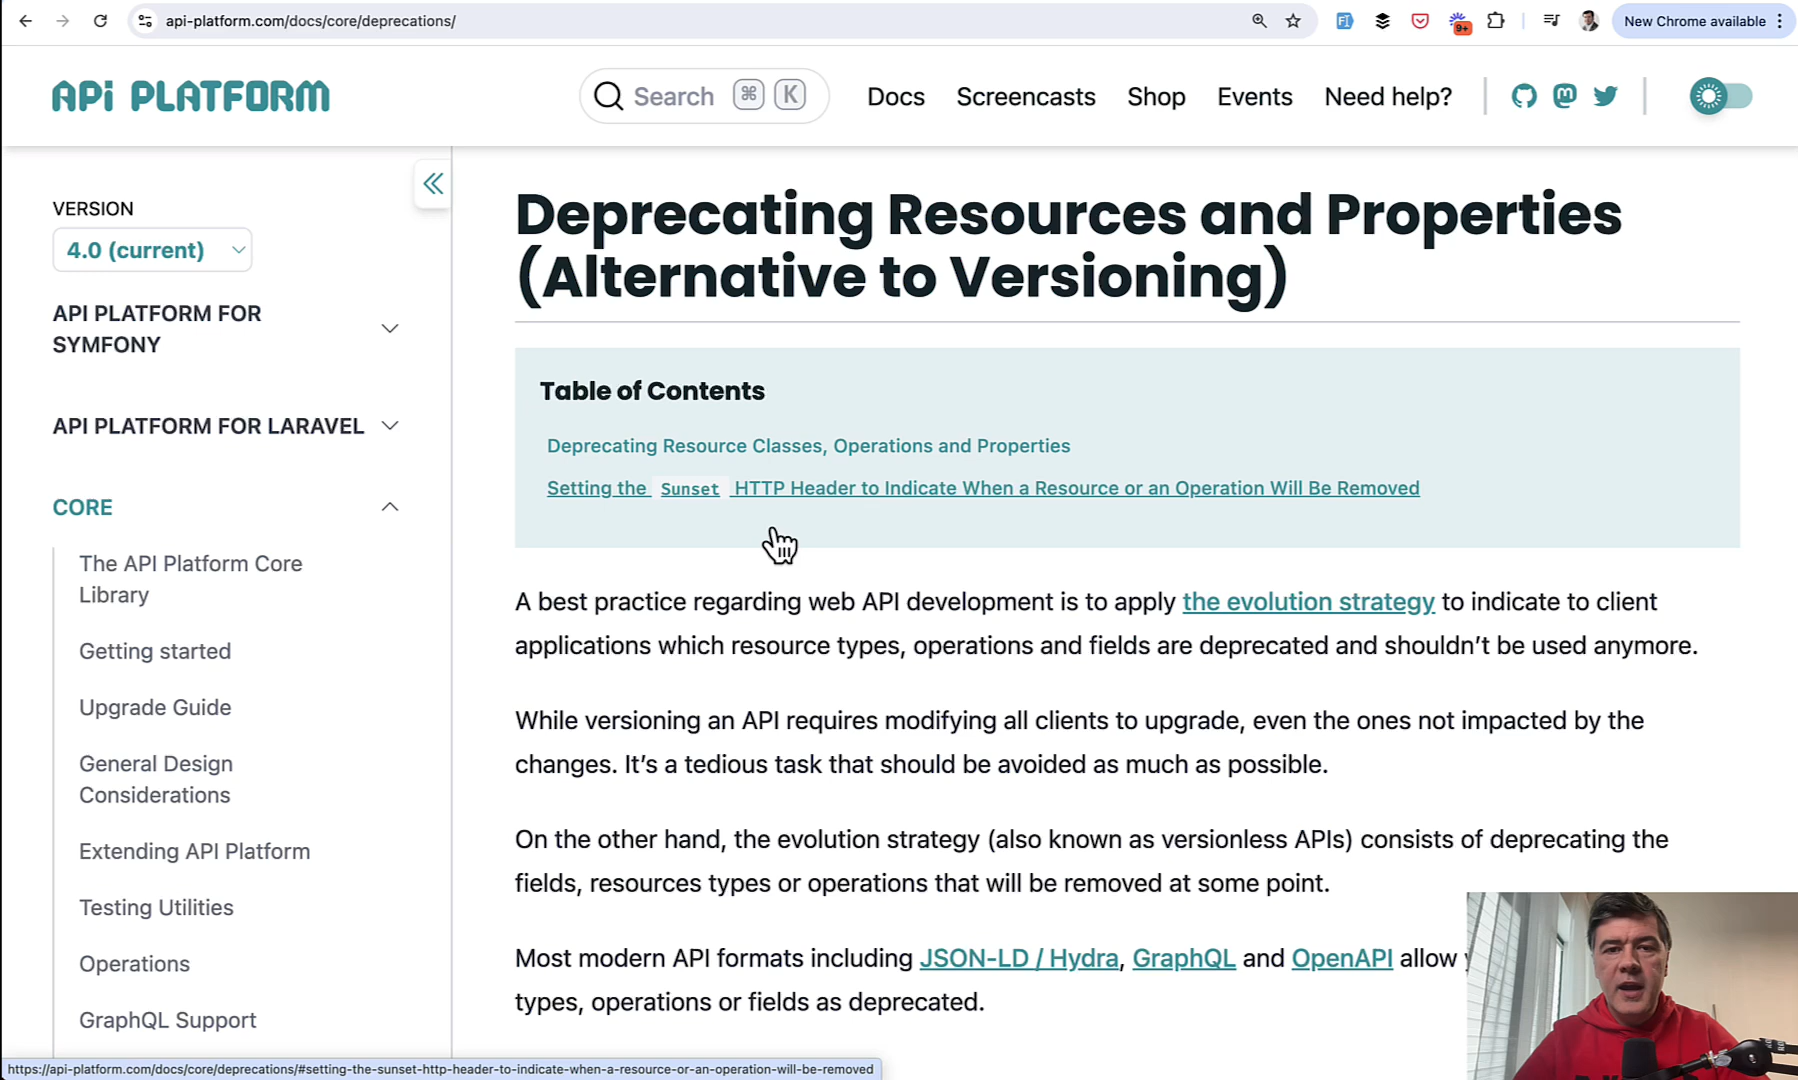 api-platform.com/docs/core/deprecations/
9+
New Chrome available
API PLATFORM
Search ⌘ K
Docs
Screencasts
Shop
Events
Need help?
VERSION
4.0 (current)
API PLATFORM FOR
SYMFONY
API PLATFORM FOR LARAVEL
CORE
The API Platform Core
Library
Getting started
Upgrade Guide
General Design
Considerations
Extending API Platform
Testing Utilities
Operations
GraphQL Support
Deprecating Resources and Properties
(Alternative to Versioning)
Table of Contents
Deprecating Resource Classes, Operations and Properties
Setting the Sunset HTTP Header to Indicate When a Resource or an Operation Will Be Removed
A best practice regarding web API development is to apply the evolution strategy to indicate to client
applications which resource types, operations and fields are deprecated and shouldn't be used anymore.
While versioning an API requires modifying all clients to upgrade, even the ones not impacted by the
changes. It's a tedious task that should be avoided as much as possible.
On the other hand, the evolution strategy (also known as versionless APIs) consists of deprecating the
fields, resources types or operations that will be removed at some point.
Most modern API formats including JSON-LD / Hydra, GraphQL and OpenAPI allow
types, operations or fields as deprecated.
https://api-platform.com/docs/core/deprecations/#setting-the-sunset-http-header-to-indicate-when-a-resource-or-an-operation-will-be-removed